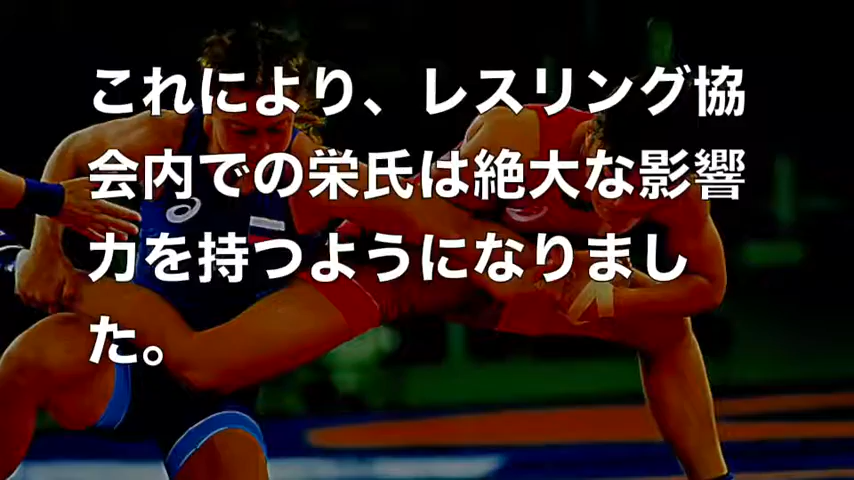 これにより、レスリング協
会内での栄氏は絶大な影響
力を持つようになりまし
た。